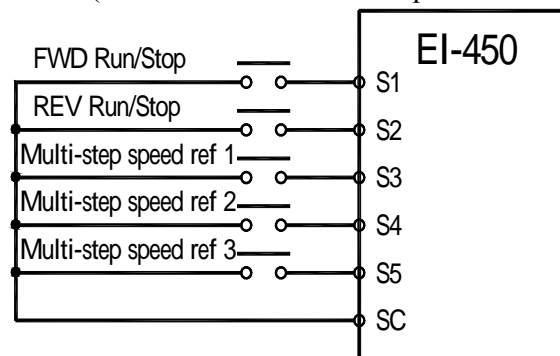 EI-450
FWD Run/Stop
S1
REV Run/Stop
S2
Multi-step speed ref 1
S3
Multi-step speed ref 2
S4
Multi-step speed ref 3
S5
SC